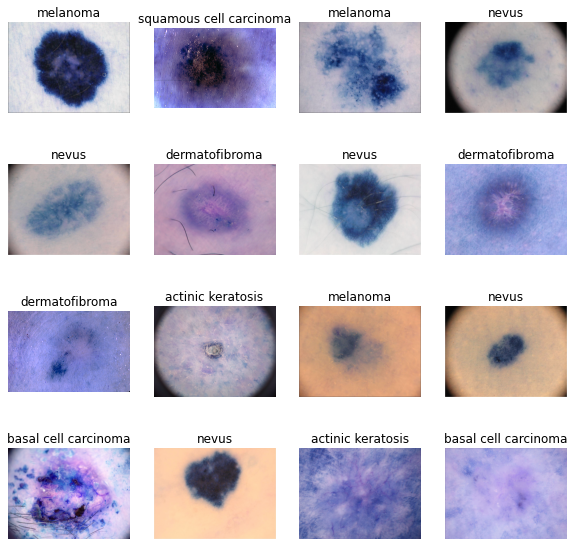 melanoma
squamous cell carcinoma
melanoma
nevus
nevus
dermatofibroma
nevus
dermatofibroma
dermatofibroma
actinic keratosis
melanoma
nevus
basal cell carcinoma
nevus
actinic keratosis
basal cell carcinoma